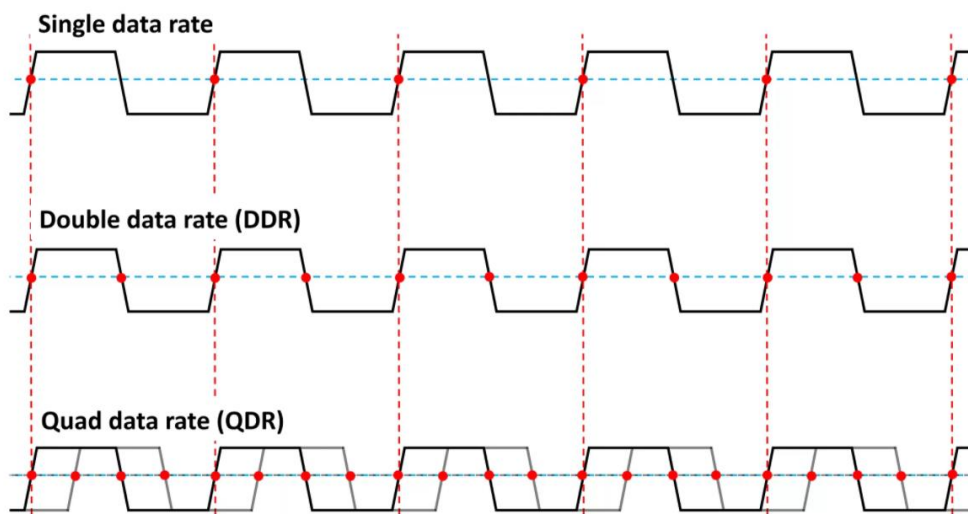 Single data rate
Double data rate (DDR)
Quad data rate (QDR)